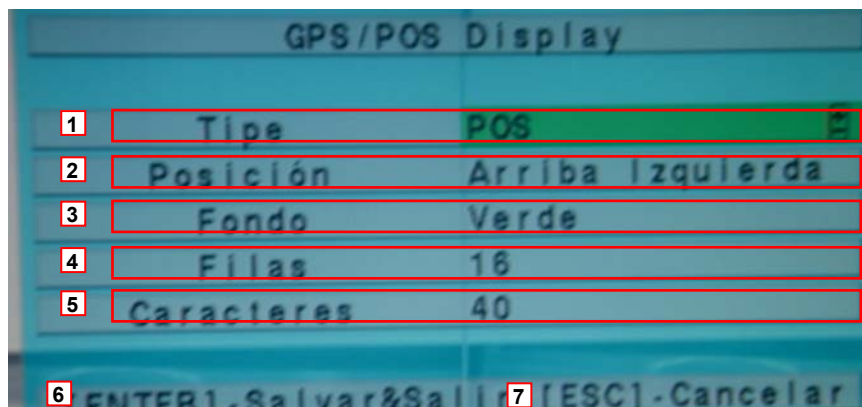 GPS/POS Display
1 Tipe POS
2 Posición Arriba Izquierda
3 Fondo Verde
4 Filas 16
5 Caracteres 40
6 [ENTER]-Salvar&Salir 7 [ESC]-Cancelar